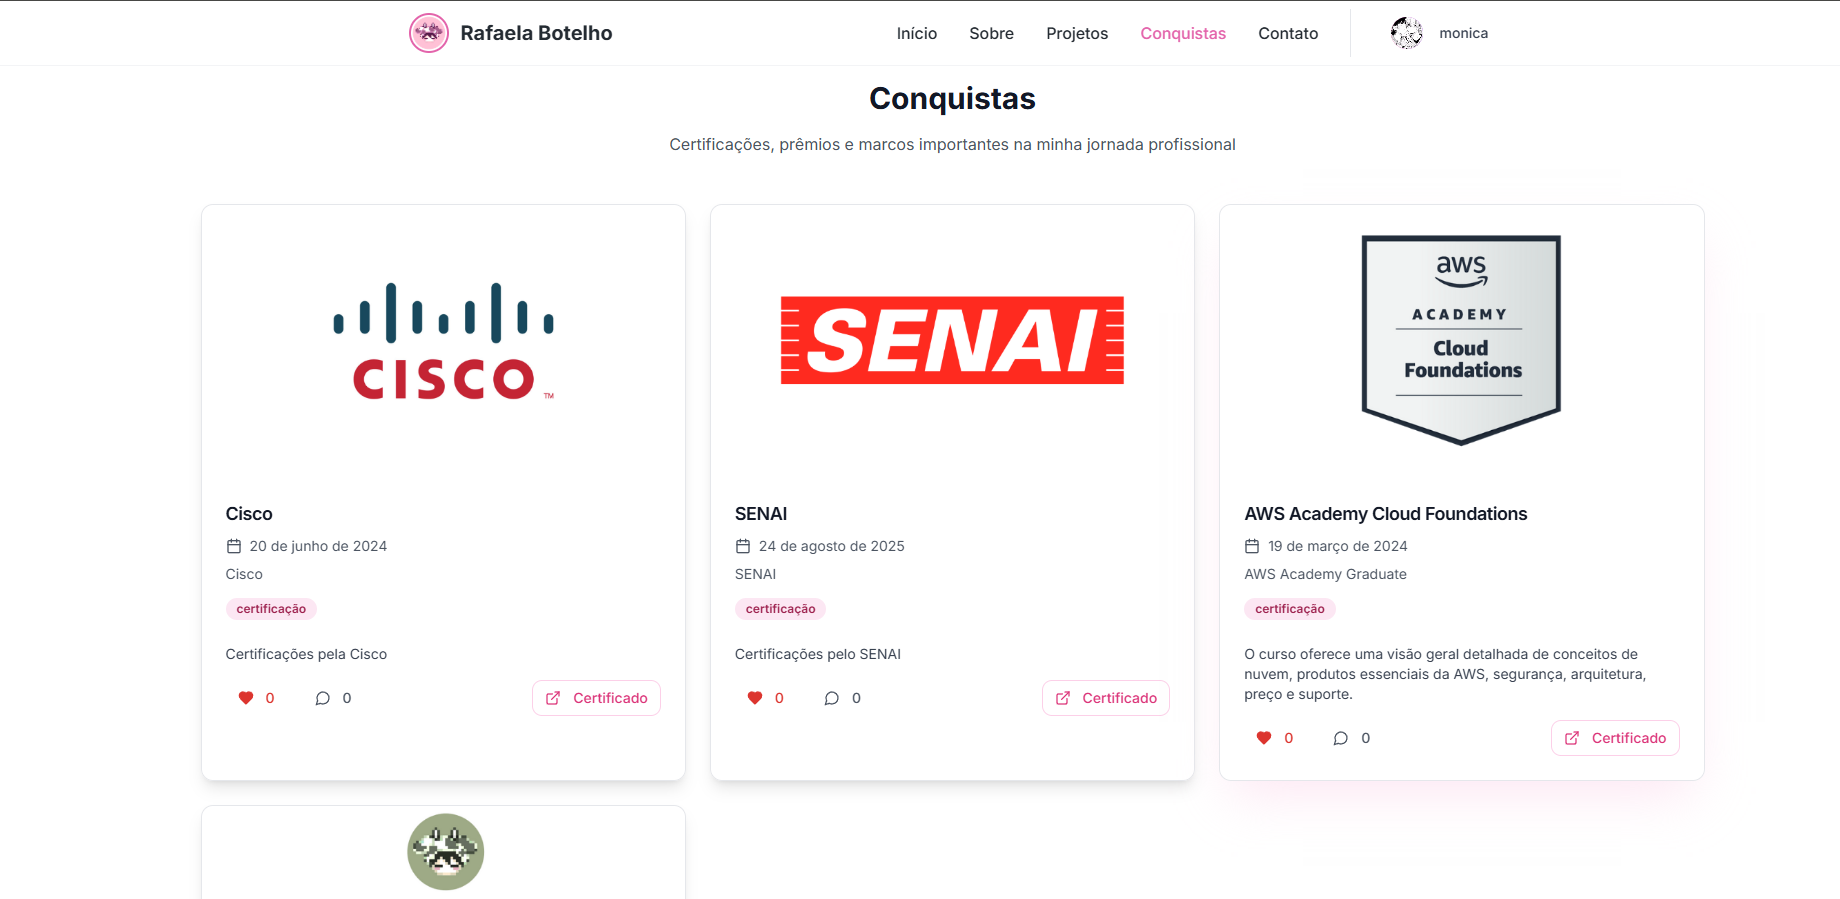 Rafaela Botelho
Início
Sobre
Projetos
Conquistas
Contato
monica
Conquistas
Certificações, prêmios e marcos importantes na minha jornada profissional
CISCO TM
Cisco
20 de junho de 2024
Cisco
certificação
Certificações pela Cisco
0
0
Certificado
SENAI
SENAI
24 de agosto de 2025
SENAI
certificação
Certificações pelo SENAI
0
0
Certificado
aws
ACADEMY
Cloud
Foundations
AWS Academy Cloud Foundations
19 de março de 2024
AWS Academy Graduate
certificação
O curso oferece uma visão geral detalhada de conceitos de
nuvem, produtos essenciais da AWS, segurança, arquitetura,
preço e suporte.
0
0
Certificado